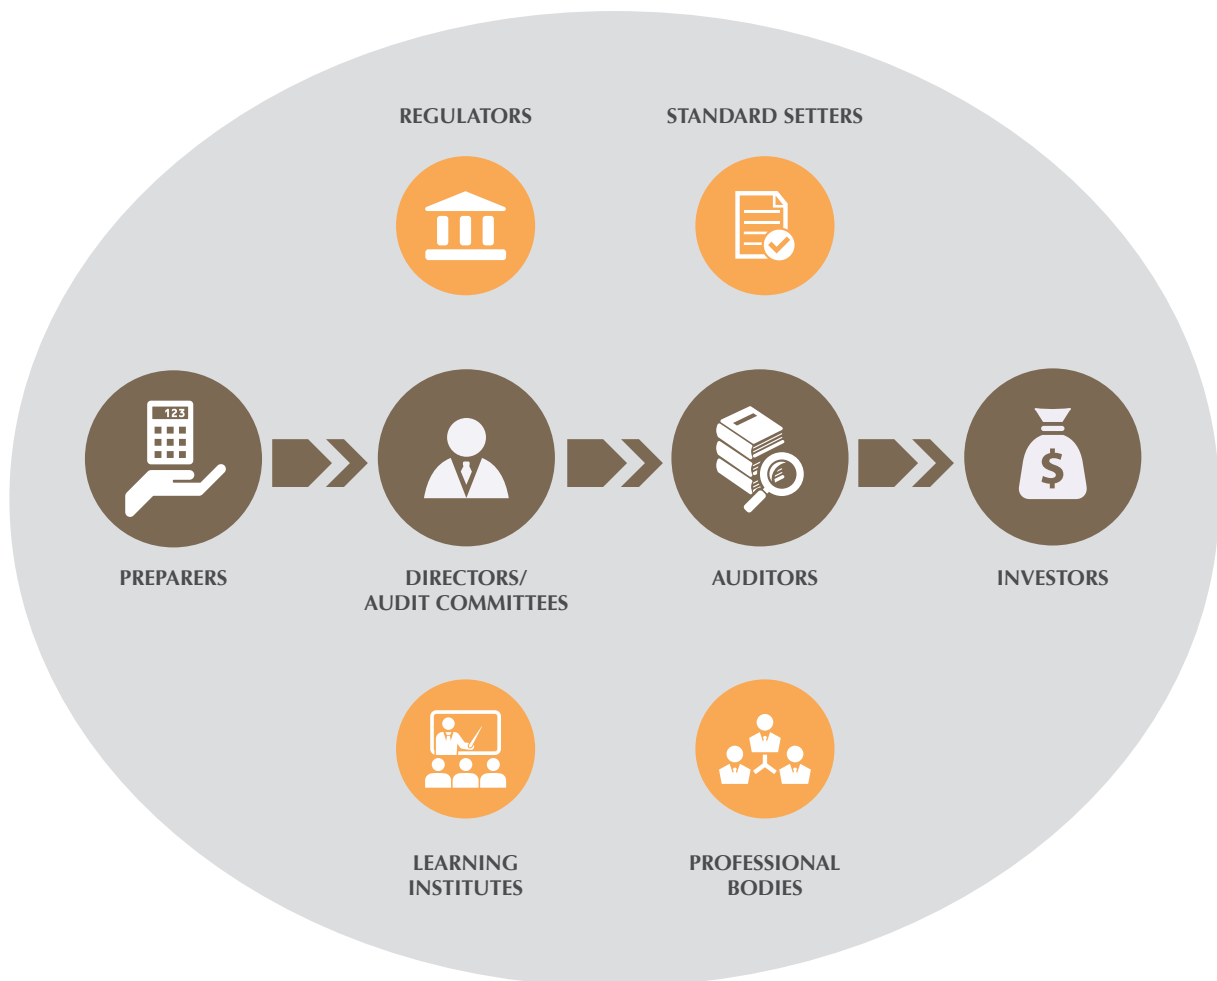 REGULATORS
STANDARD SETTERS
123
$
PREPARERS
DIRECTORS/
AUDIT COMMITTEES
AUDITORS
INVESTORS
LEARNING
INSTITUTES
PROFESSIONAL
BODIES